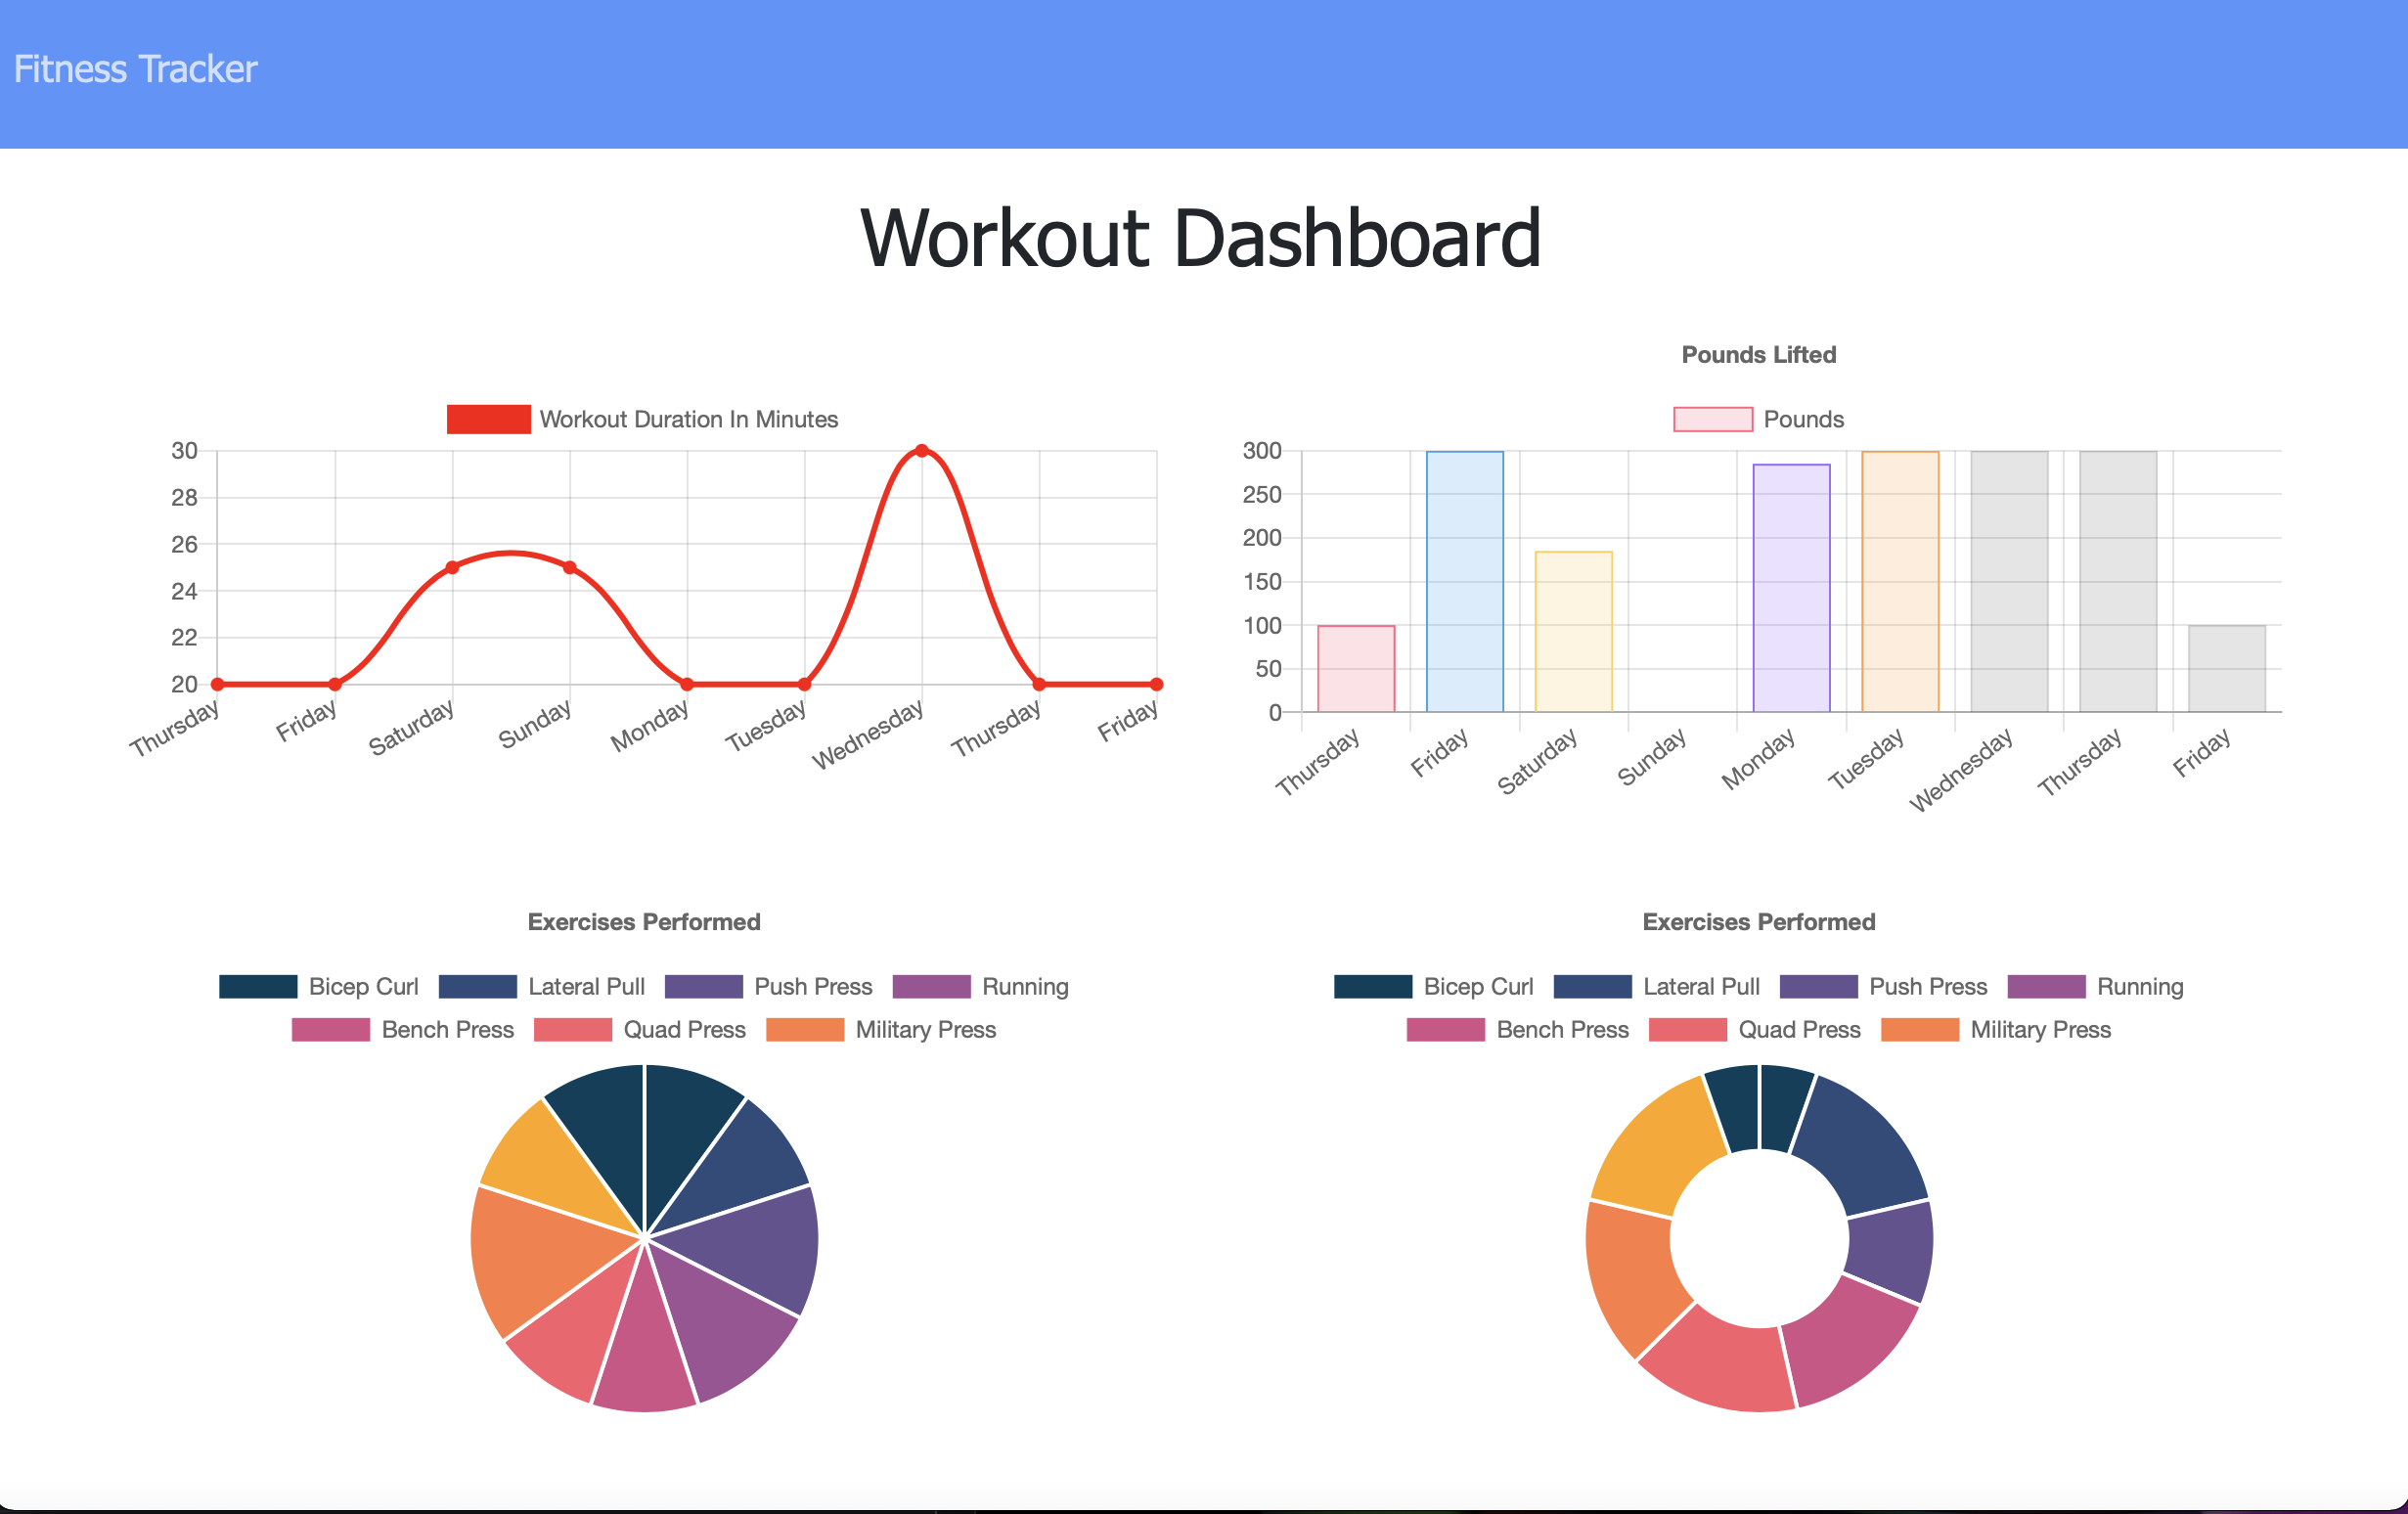 Fitness Tracker
Workout Dashboard
Workout Duration In Minutes
30
28
26
24
22
20
Thursday Friday Saturday Sunday Monday Tuesday Wednesday Thursday Friday
Pounds Lifted
Pounds
300
250
200
150
100
50
0
Thursday Friday Saturday Sunday Monday Tuesday Wednesday Thursday Friday
Exercises Performed
Bicep Curl Lateral Pull Push Press Running
Bench Press Quad Press Military Press
Exercises Performed
Bicep Curl Lateral Pull Push Press Running
Bench Press Quad Press Military Press